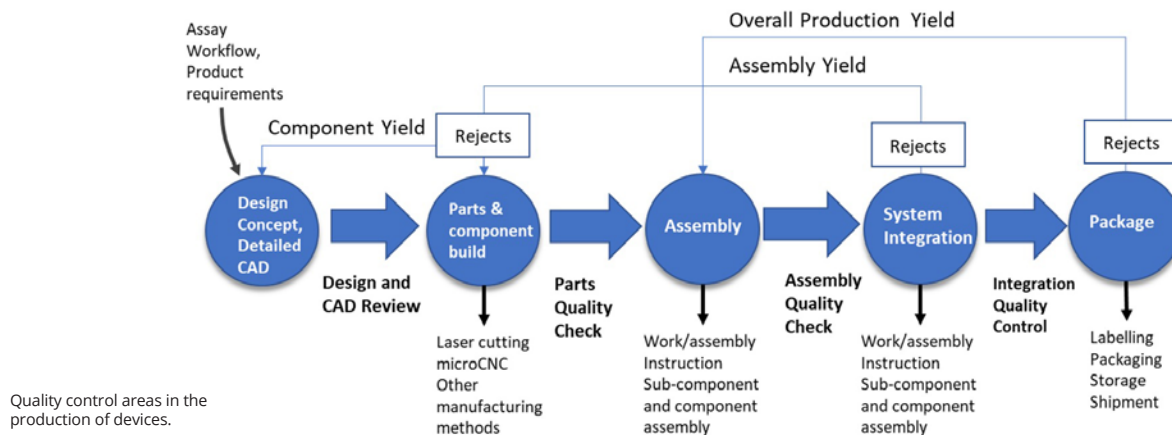 Overall Production Yield
Assay
Workflow,
Product
requirements
Assembly Yield
Component Yield
Rejects
Rejects
Rejects
Design
Concept,
Detailed
CAD
Parts &
component
build
Assembly
System
Integration
Package
Design and
CAD Review
Parts
Quality
Check
Assembly
Quality
Check
Integration
Quality
Control
Laser cutting
microCNC
Other
manufacturing
methods
Work/assembly
Instruction
Sub-component
and component
assembly
Work/assembly
Instruction
Sub-component
and component
assembly
Labelling
Packaging
Storage
Shipment
Quality control areas in the
production of devices.